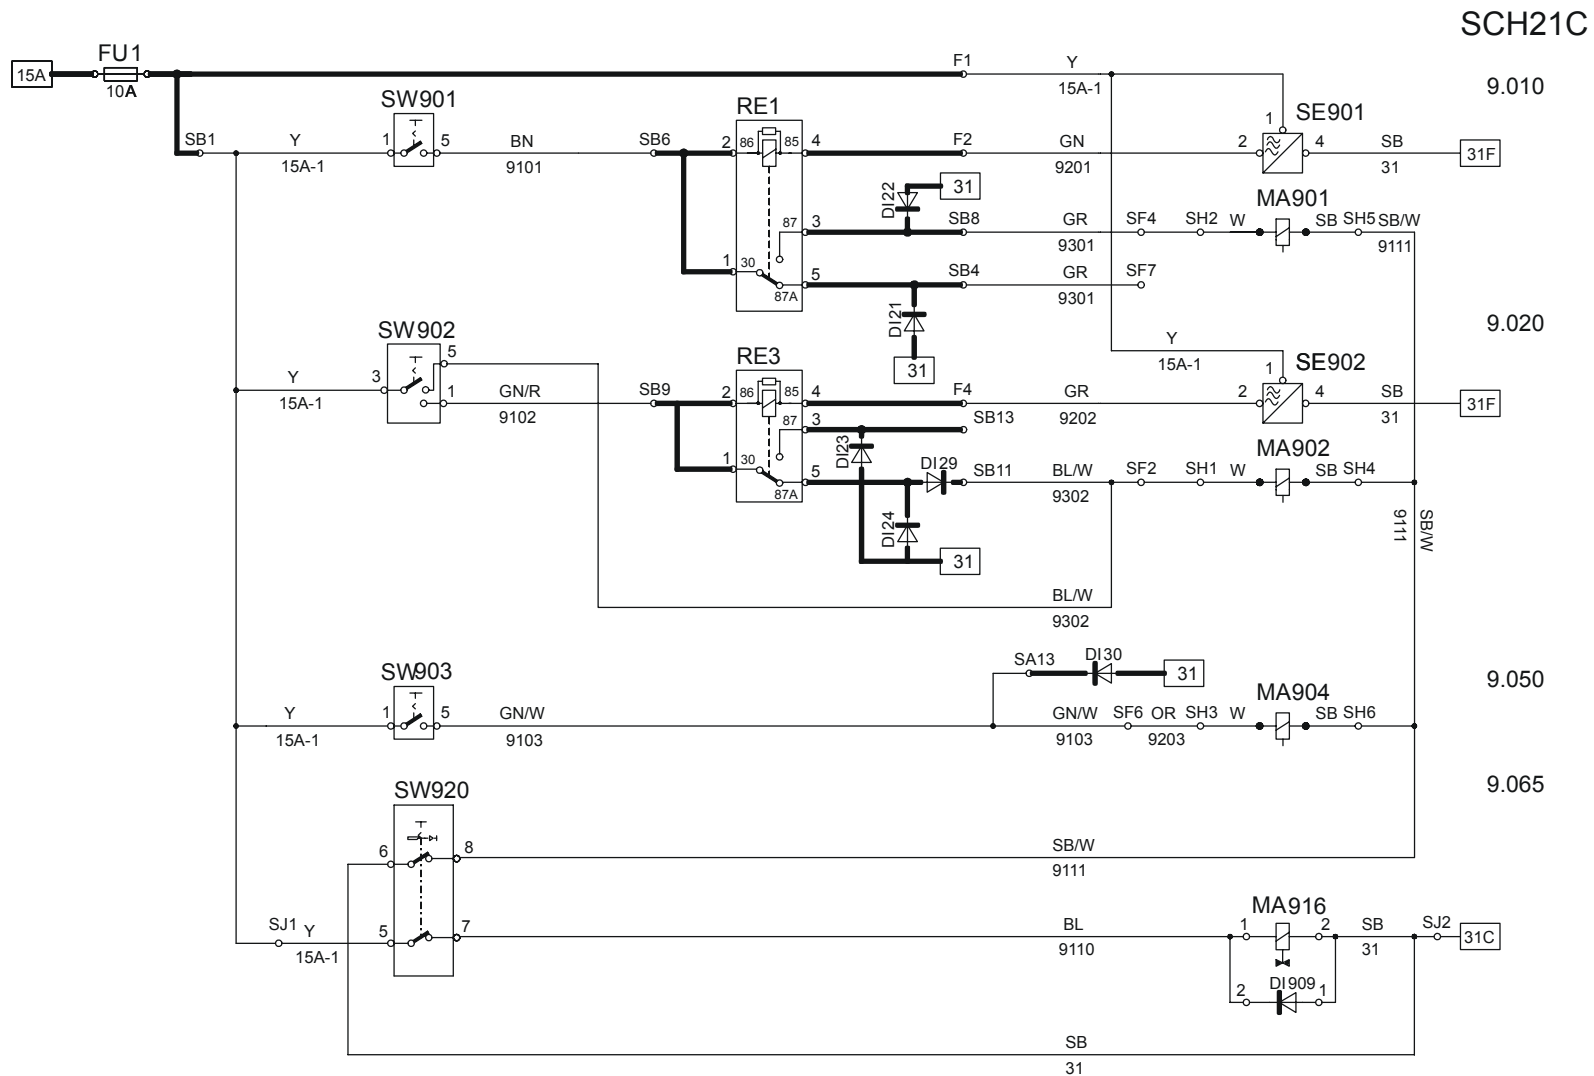 SCH21C
FU1
15A
10A
F1
Y
15A-1
9.010
SW901
RE1
SE901
SB1
Y
15A-1
1
5
BN
9101
SB6
2
86
85
4
F2
GN
9201
1
2
4
SB
31
31F
DI22
31
MA901
87
3
SB8
GR
9301
SF4
SH2
W
SB
SH5
SB/W
9111
1
30
87A
5
SB4
GR
9301
SF7
DI21
31
9.020
SW902
RE3
Y
15A-1
SE902
Y
15A-1
3
5
1
GN/R
9102
SB9
2
86
85
4
F4
GR
9202
1
2
4
SB
31
31F
87
3
SB13
DI23
MA902
1
30
87A
5
DI29
SB11
BL/W
9302
SF2
SH1
W
SB
SH4
DI24
31
9111
SB/W
BL/W
9302
SW903
SA13
DI30
31
9.050
MA904
Y
15A-1
1
5
GN/W
9103
GN/W
9103
SF6
OR
9203
SH3
W
SB
SH6
9.065
SW920
6
8
SB/W
9111
SJ1
Y
15A-1
5
7
BL
9110
MA916
1
2
SB
31
SJ2
31C
2
DI909
1
SB
31